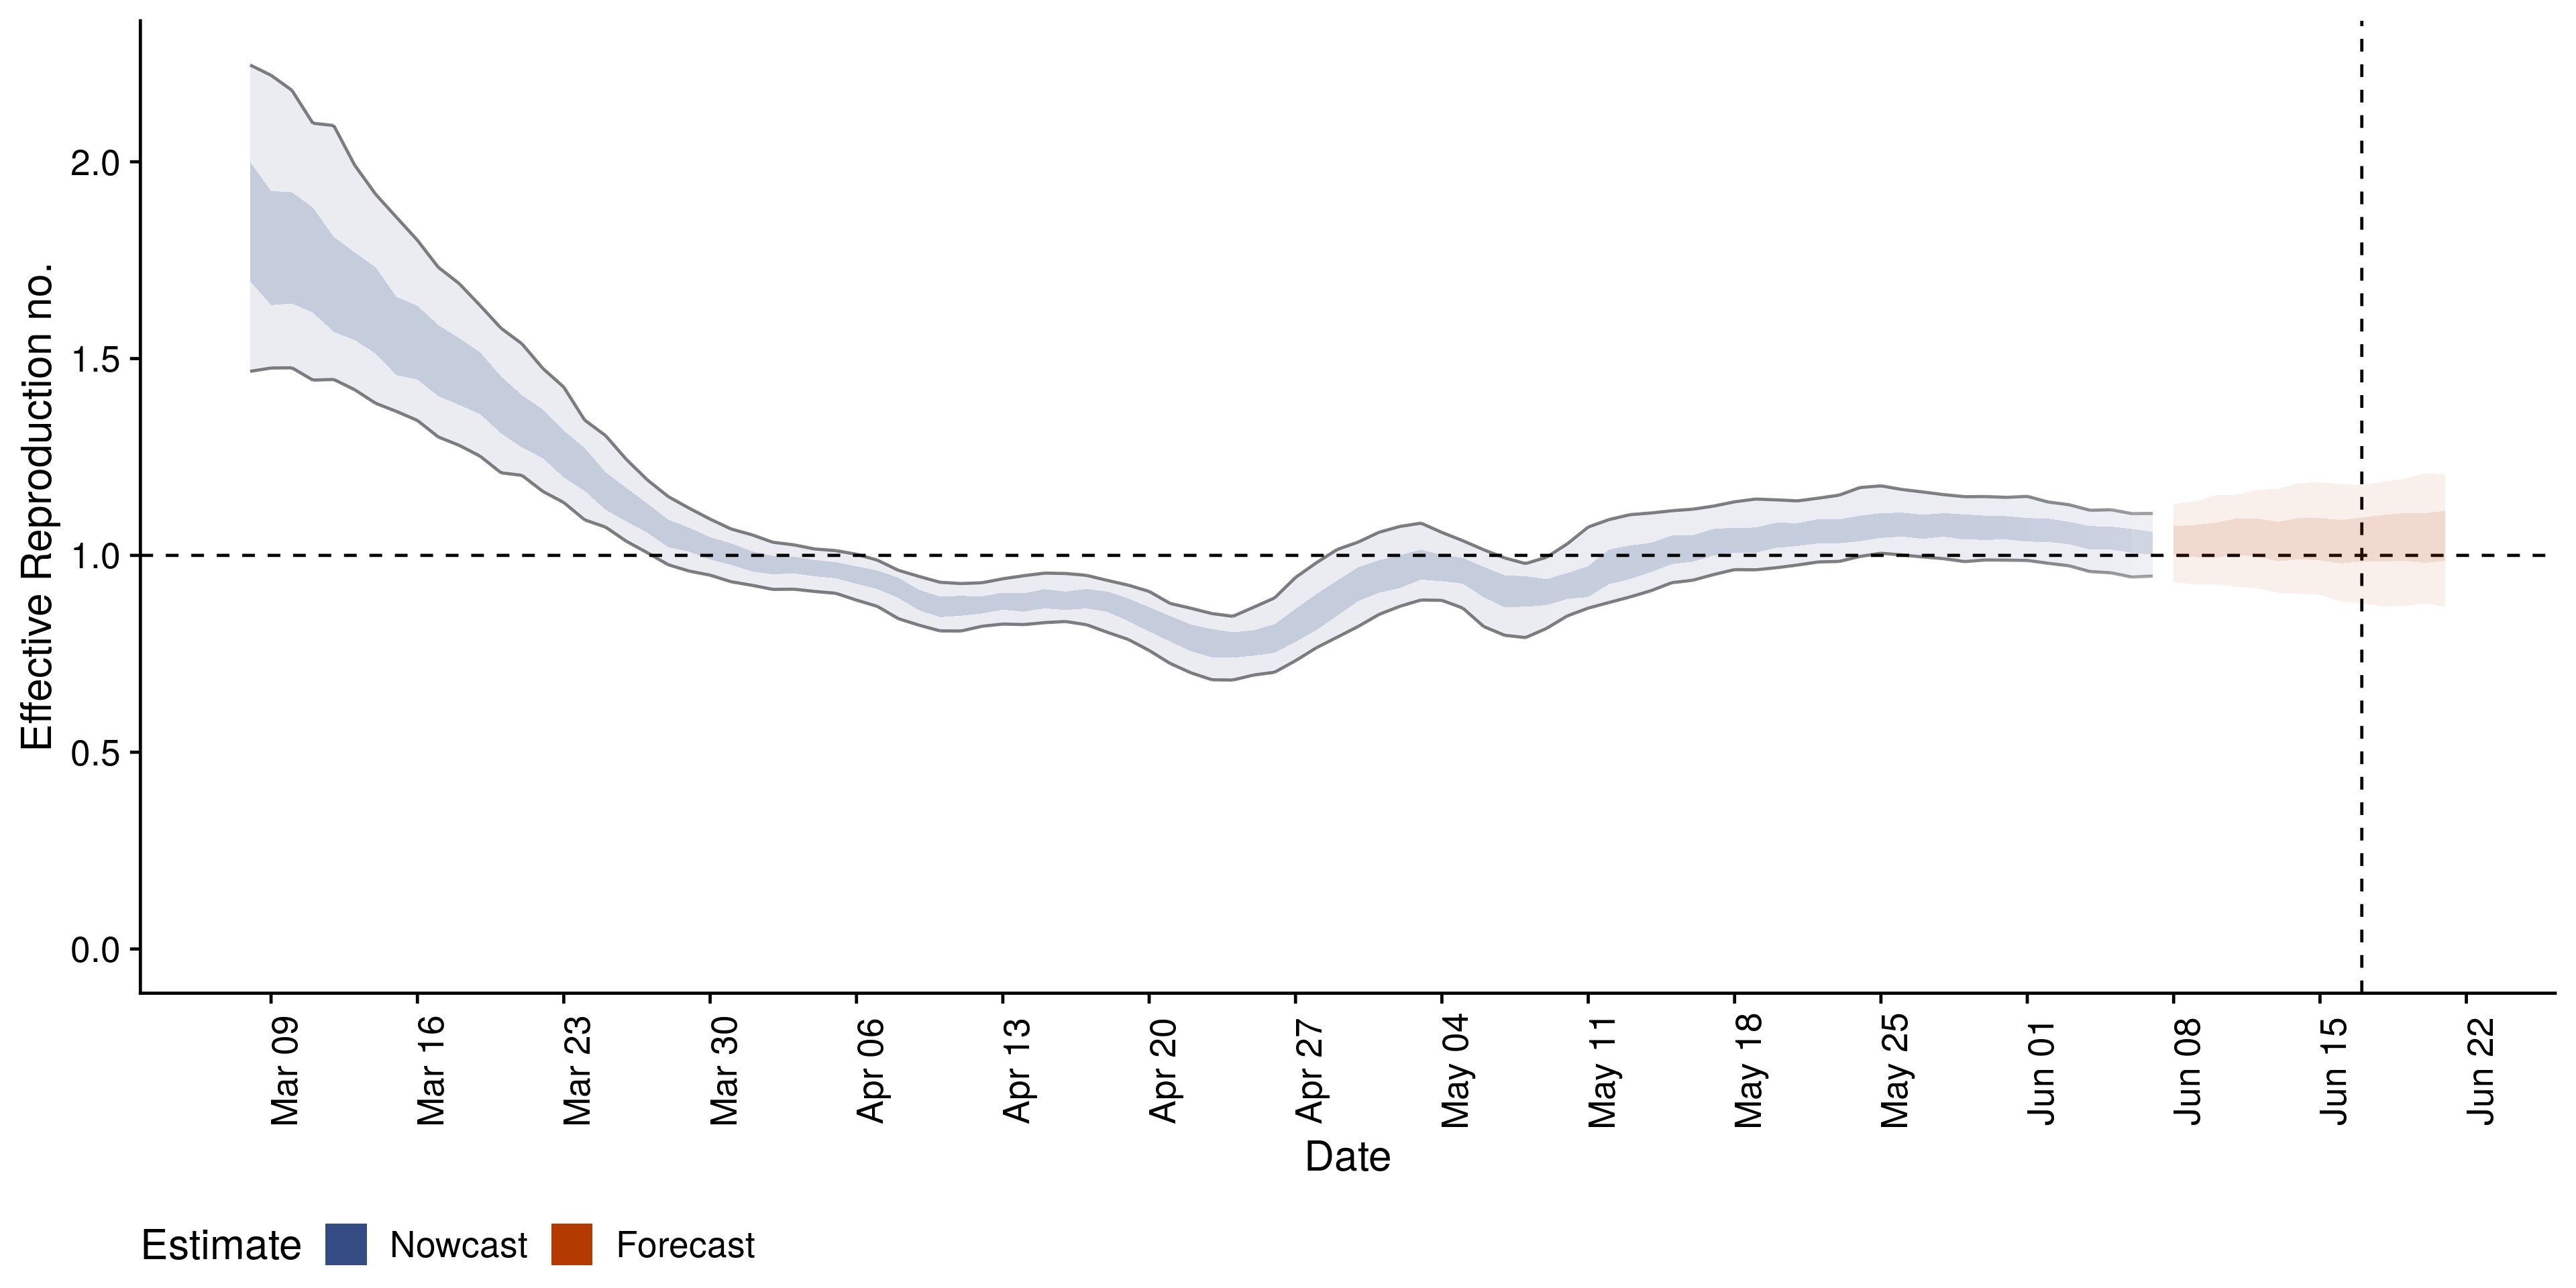 Effective Reproduction no.
2.0
1.5
1.0
0.5
0.0
Mar 09
Mar 16
Mar 23
Mar 30
Apr 06
Apr 13
Apr 20
Apr 27
May 04
May 11
May 18
May 25
Jun 01
Jun 08
Jun 15
Jun 22
Date
Estimate Nowcast Forecast